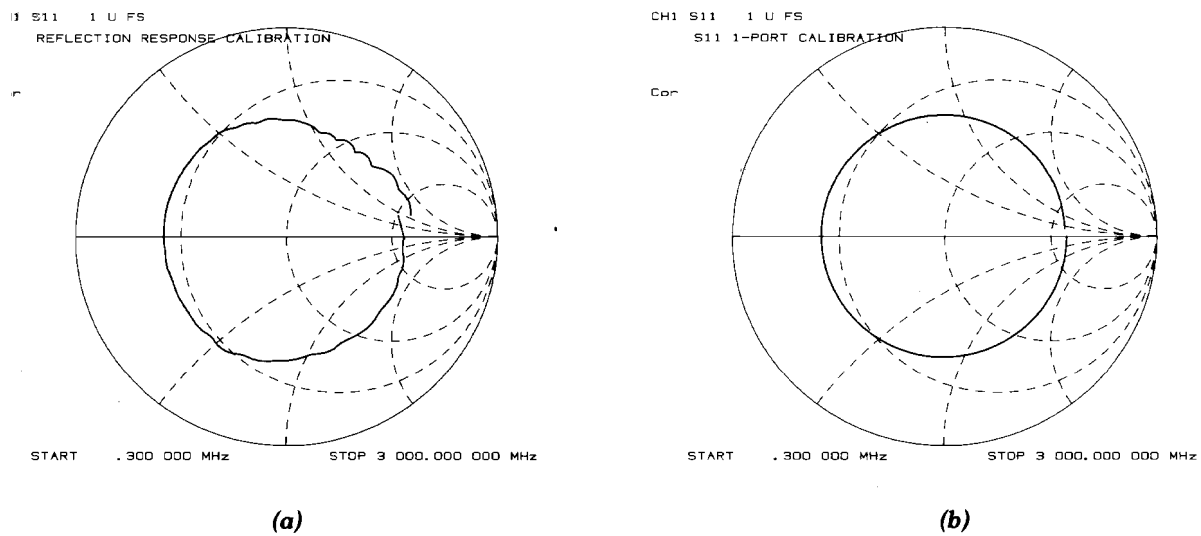 S11 1 U FS
REFLECTION RESPONSE CALIBRATION
START .300 000 MHz STOP 3 000.000 000 MHz
(a)
CH1 S11 1 U FS
S11 1-PORT CALIBRATION
Cor
START .300 000 MHz STOP 3 000.000 000 MHz
(b)